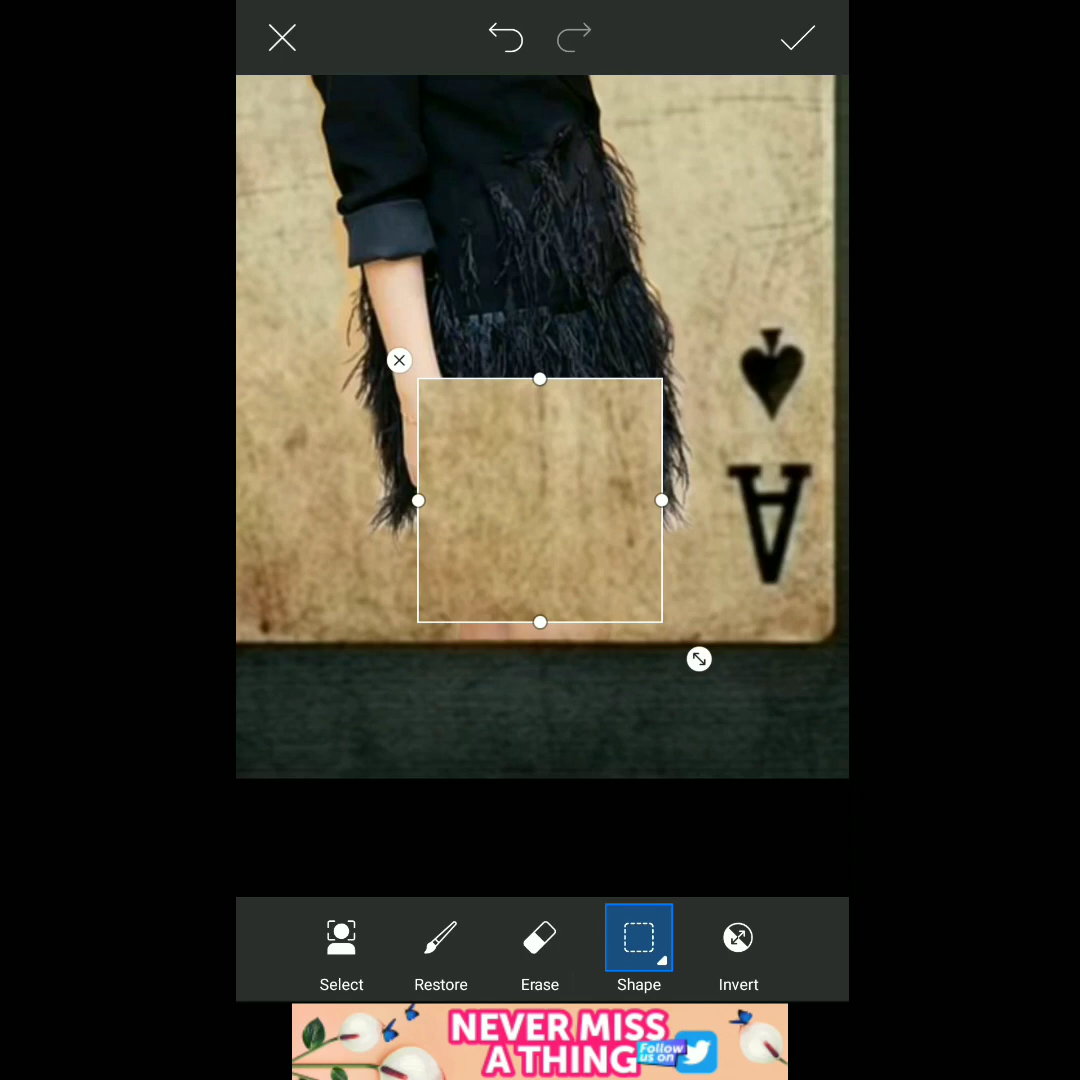 A
Select Restore Erase Shape Invert
NEVER MISS
A THING
Follow
us on